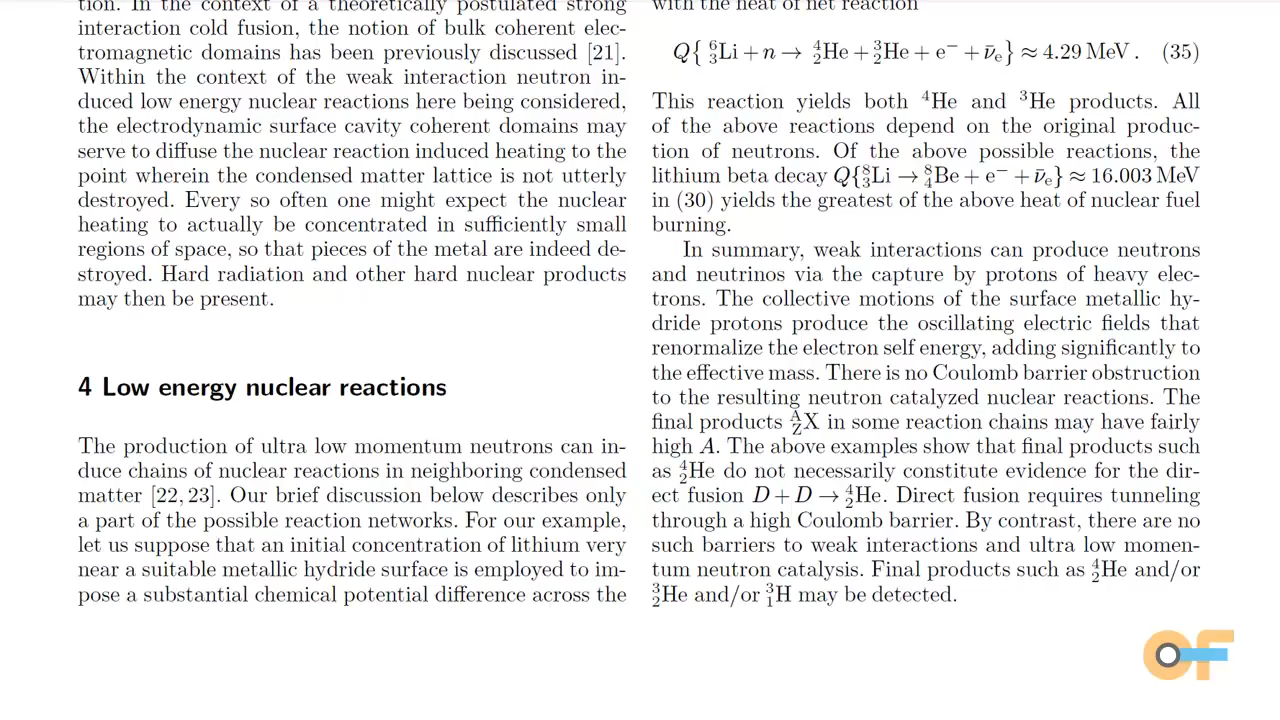 tion. In the context of a theoretically postulated strong
interaction cold fusion, the notion of bulk coherent elec-
tromagnetic domains has been previously discussed [21].
Within the context of the weak interaction neutron in-
duced low energy nuclear reactions here being considered,
the electrodynamic surface cavity coherent domains may
serve to diffuse the nuclear reaction induced heating to the
point wherein the condensed matter lattice is not utterly
destroyed. Every so often one might expect the nuclear
heating to actually be concentrated in sufficiently small
regions of space, so that pieces of the metal are indeed de-
stroyed. Hard radiation and other hard nuclear products
may then be present.
4 Low energy nuclear reactions
The production of ultra low momentum neutrons can in-
duce chains of nuclear reactions in neighboring condensed
matter [22, 23]. Our brief discussion below describes only
a part of the possible reaction networks. For our example,
let us suppose that an initial concentration of lithium very
near a suitable metallic hydride surface is employed to im-
pose a substantial chemical potential difference across the
with the heat of net reaction
Q{⁶₃Li + n → ⁴₂He + ³₂He + e⁻ + ν̄ₑ} ≈ 4.29 MeV . (35)
This reaction yields both ⁴He and ³He products. All
of the above reactions depend on the original produc-
tion of neutrons. Of the above possible reactions, the
lithium beta decay Q{⁸₃Li → ⁸₄Be + e⁻ + ν̄ₑ} ≈ 16.003 MeV
in (30) yields the greatest of the above heat of nuclear fuel
burning.
In summary, weak interactions can produce neutrons
and neutrinos via the capture by protons of heavy elec-
trons. The collective motions of the surface metallic hy-
dride protons produce the oscillating electric fields that
renormalize the electron self energy, adding significantly to
the effective mass. There is no Coulomb barrier obstruction
to the resulting neutron catalyzed nuclear reactions. The
final products ᴬ_ZX in some reaction chains may have fairly
high A. The above examples show that final products such
as ⁴₂He do not necessarily constitute evidence for the dir-
ect fusion D + D → ⁴₂He. Direct fusion requires tunneling
through a high Coulomb barrier. By contrast, there are no
such barriers to weak interactions and ultra low momen-
tum neutron catalysis. Final products such as ⁴₂He and/or
³₂He and/or ³₁H may be detected.
OF